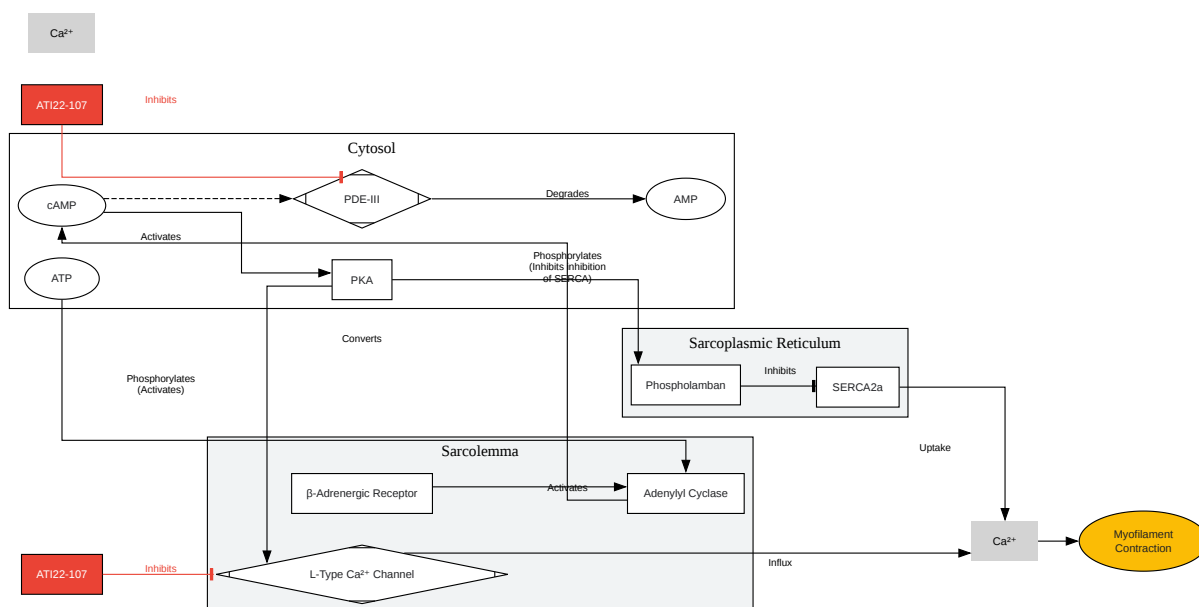 Ca²⁺
ATI22-107
Inhibits
Cytosol
cAMP
PDE-III
Degrades
AMP
Activates
ATP
PKA
Phosphorylates
(Inhibits inhibition
of SERCA)
Converts
Sarcoplasmic Reticulum
Phospholamban
Inhibits
SERCA2a
Phosphorylates
(Activates)
Uptake
Sarcolemma
β-Adrenergic Receptor
Activates
Adenylyl Cyclase
Ca²⁺
Myofilament
Contraction
Influx
ATI22-107
Inhibits
L-Type Ca²⁺ Channel